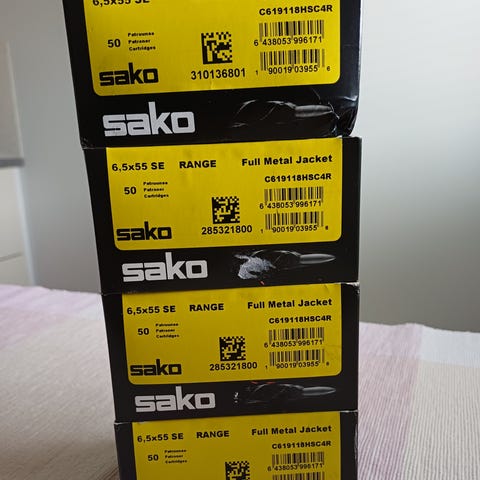 6,5x55 SE
C619118HSC4R
50
Patruunaa
Patroner
Cartridges
6 438053 996171
sako
310136801
1 90019 03955 6
sako
6,5x55 SE RANGE Full Metal Jacket
C619118HSC4R
50
Patruunaa
Patroner
Cartridges
6 438053 996171
sako
285321800
1 90019 03955 6
sako
6,5x55 SE RANGE Full Metal Jacket
C619118HSC4R
50
Patruunaa
Patroner
Cartridges
6 438053 996171
sako
285321800
1 90019 03955 6
sako
6,5x55 SE RANGE Full Metal Jacket
C619118HSC4R
50
Patruunaa
Patroner
Cartridges
6 438053 996171